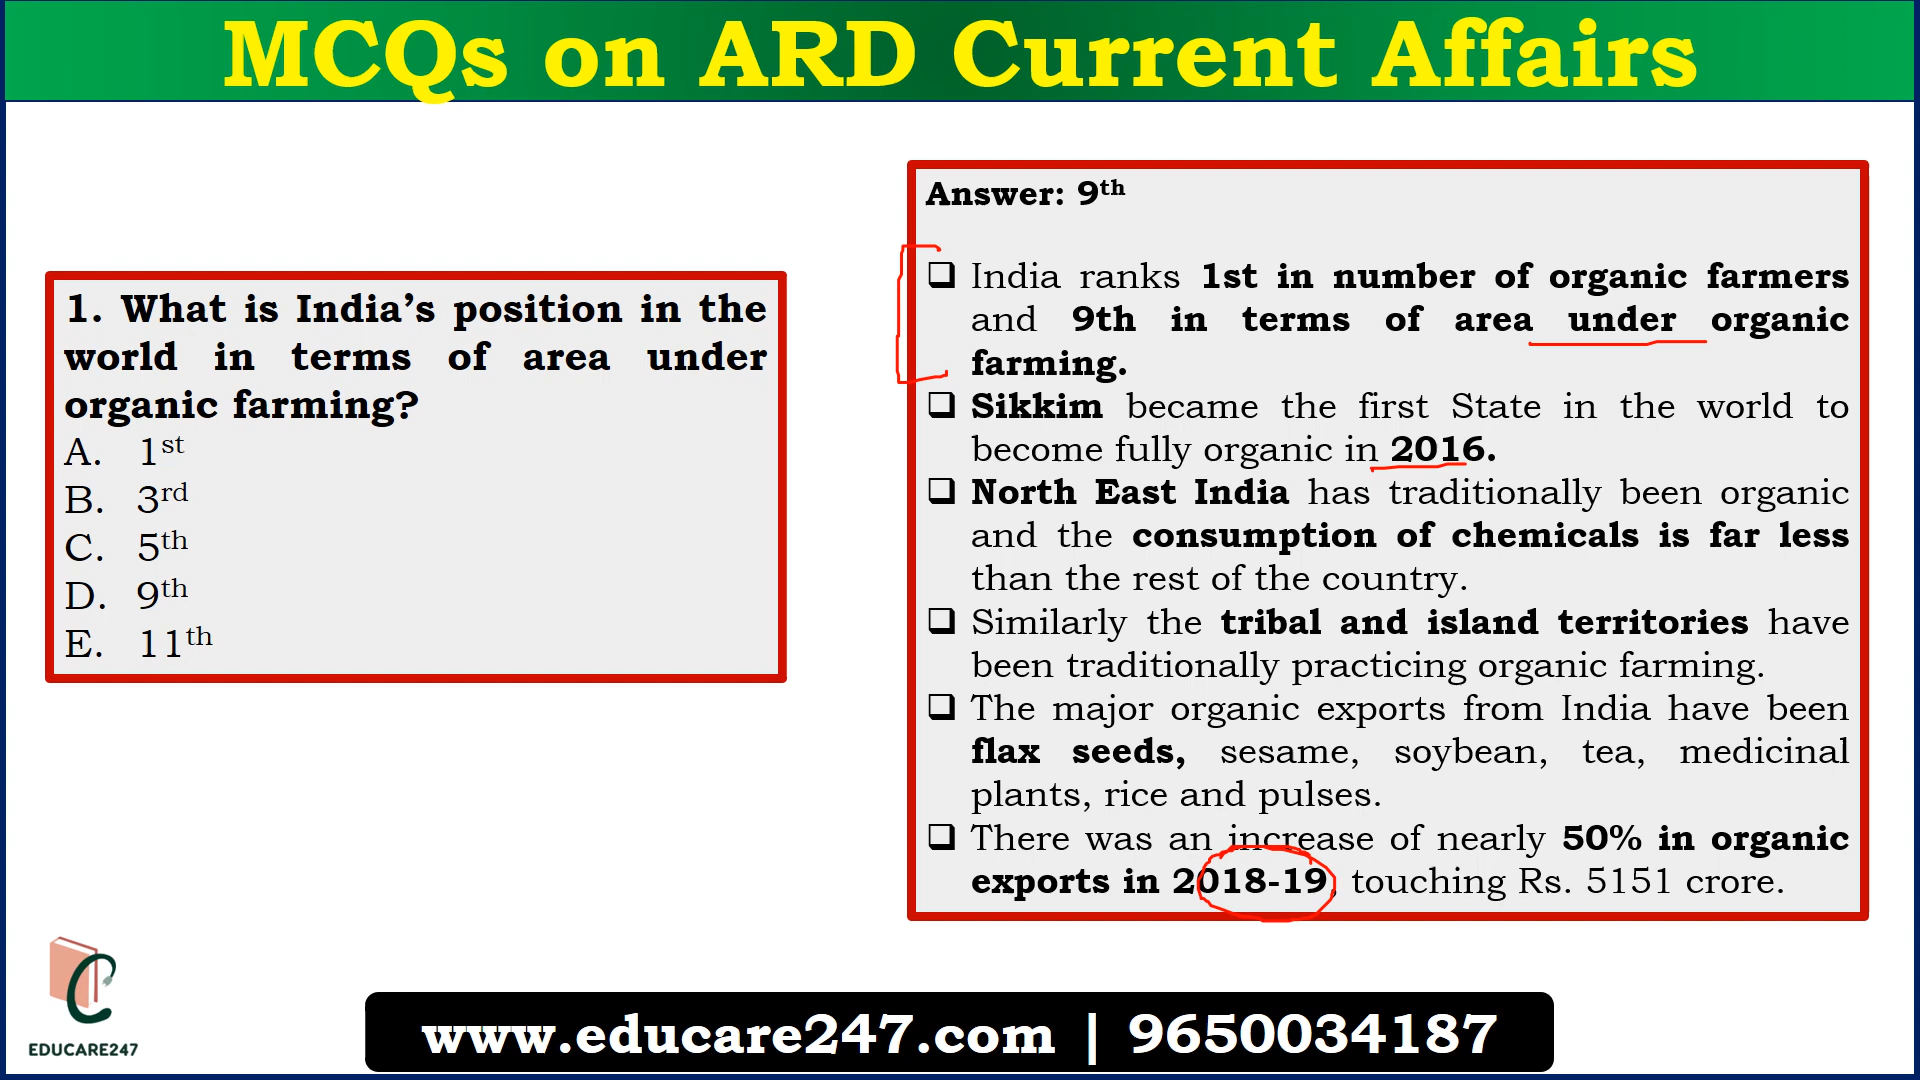 MCQs on ARD Current Affairs
1. What is India’s position in the
world in terms of area under
organic farming?
A. 1st
B. 3rd
C. 5th
D. 9th
E. 11th
Answer: 9th
❑ India ranks 1st in number of organic farmers
and 9th in terms of area under organic
farming.
❑ Sikkim became the first State in the world to
become fully organic in 2016.
❑ North East India has traditionally been organic
and the consumption of chemicals is far less
than the rest of the country.
❑ Similarly the tribal and island territories have
been traditionally practicing organic farming.
❑ The major organic exports from India have been
flax seeds, sesame, soybean, tea, medicinal
plants, rice and pulses.
❑ There was an increase of nearly 50% in organic
exports in 2018-19, touching Rs. 5151 crore.
EDUCARE247
www.educare247.com | 9650034187